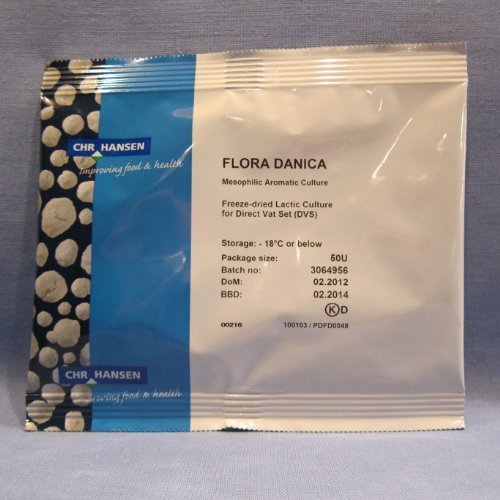 CHR HANSEN
Improving food & health
FLORA DANICA
Mesophilic Aromatic Culture
Freeze-dried Lactic Culture
for Direct Vat Set (DVS)
Storage: - 18°C or below
Package size: 50U
Batch no: 3064956
DoM: 02.2012
BBD: 02.2014
K D
00216 100103 / PDFD0048
CHR HANSEN
Improving food & health